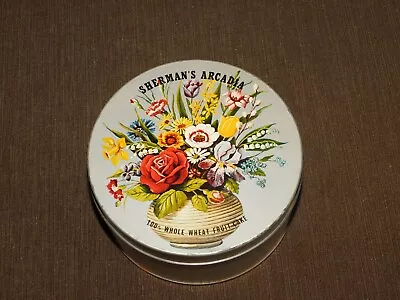 SHERMAN'S ARCADIA
100% WHOLE WHEAT FRUIT CAKE